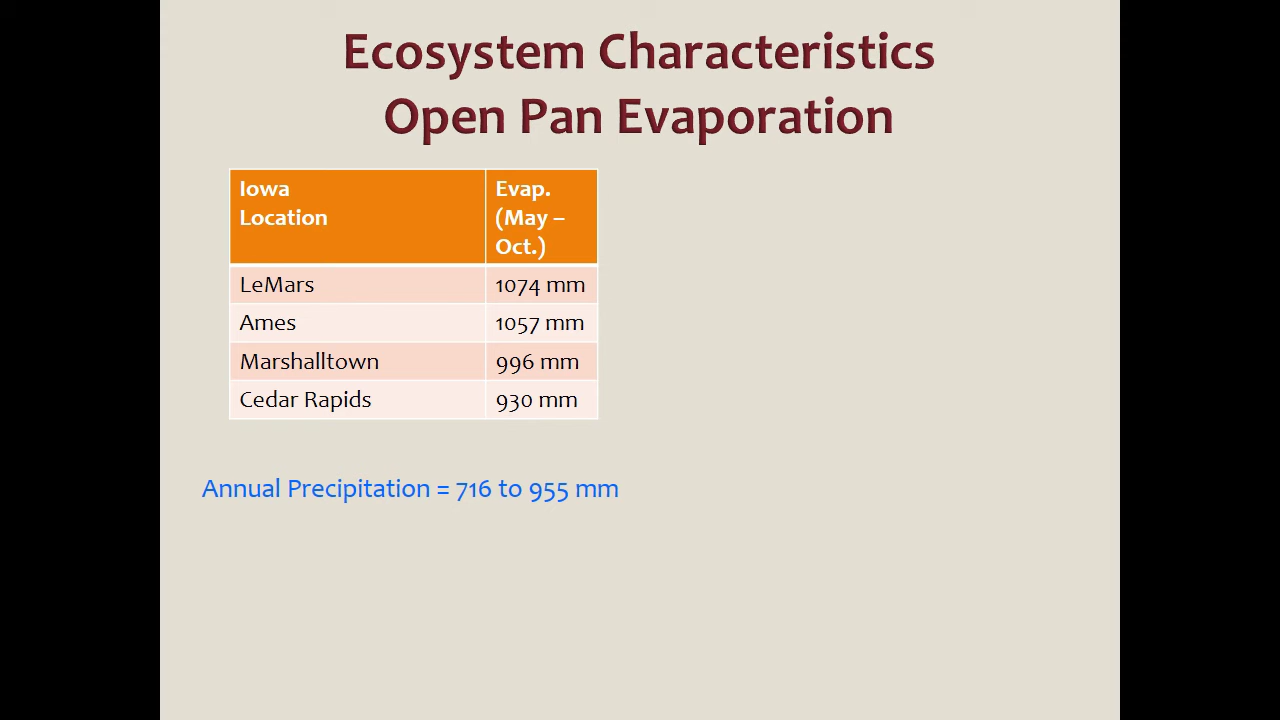 Ecosystem Characteristics
Open Pan Evaporation
Iowa
Location
Evap.
(May –
Oct.)
LeMars 1074 mm
Ames 1057 mm
Marshalltown 996 mm
Cedar Rapids 930 mm
Annual Precipitation = 716 to 955 mm